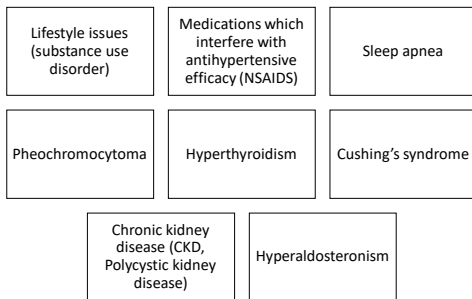 Lifestyle issues
(substance use
disorder)
Medications which
interfere with
antihypertensive
efficacy (NSAIDS)
Sleep apnea
Pheochromocytoma
Hyperthyroidism
Cushing's syndrome
Chronic kidney
disease (CKD,
Polycystic kidney
disease)
Hyperaldosteronism